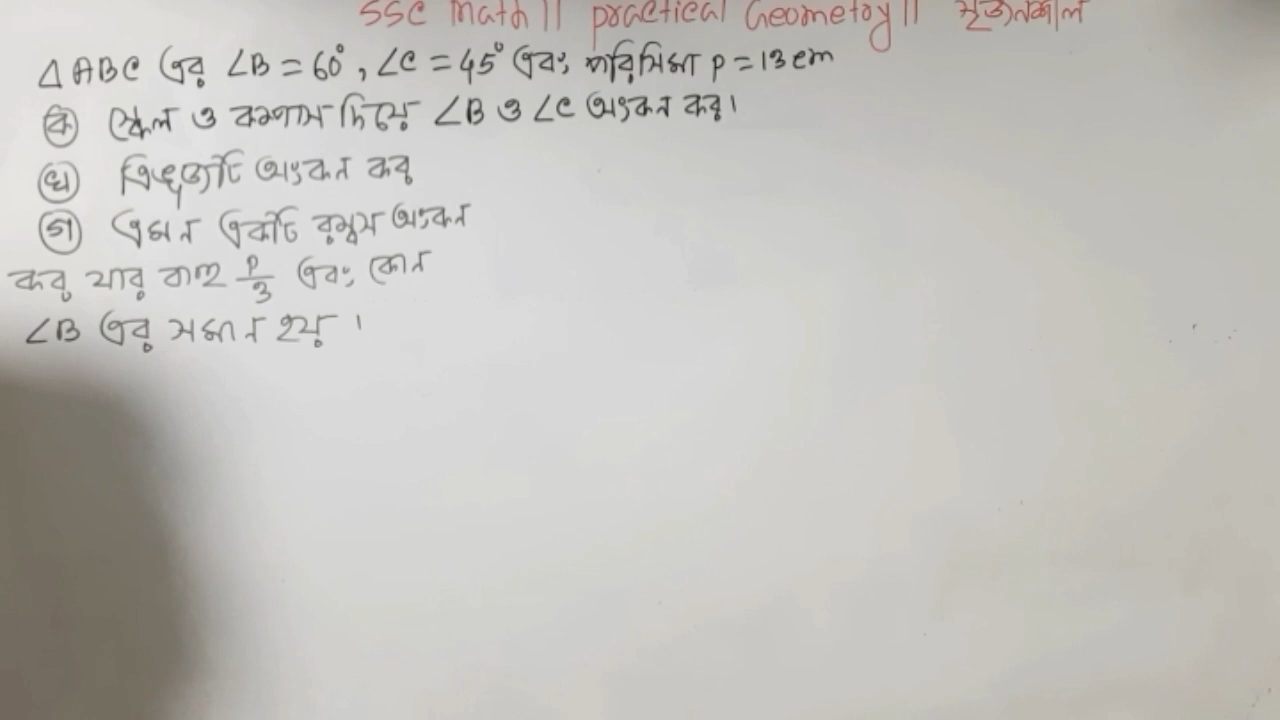 SSC Math || practical Geometry || সৃজনশীল
△ABC এর ∠B = 60°, ∠C = 45° এবং পরিসিমা p = 13 cm
ক স্কেল ও কম্পাস দিয়ে ∠B ও ∠C অংকন কর।
খ ত্রিভূজটি অংকন কর
গ এমন একটি রম্বস অংকন
কর যার বাহু p/3 এবং কোন
∠B এর সমান হয় ।